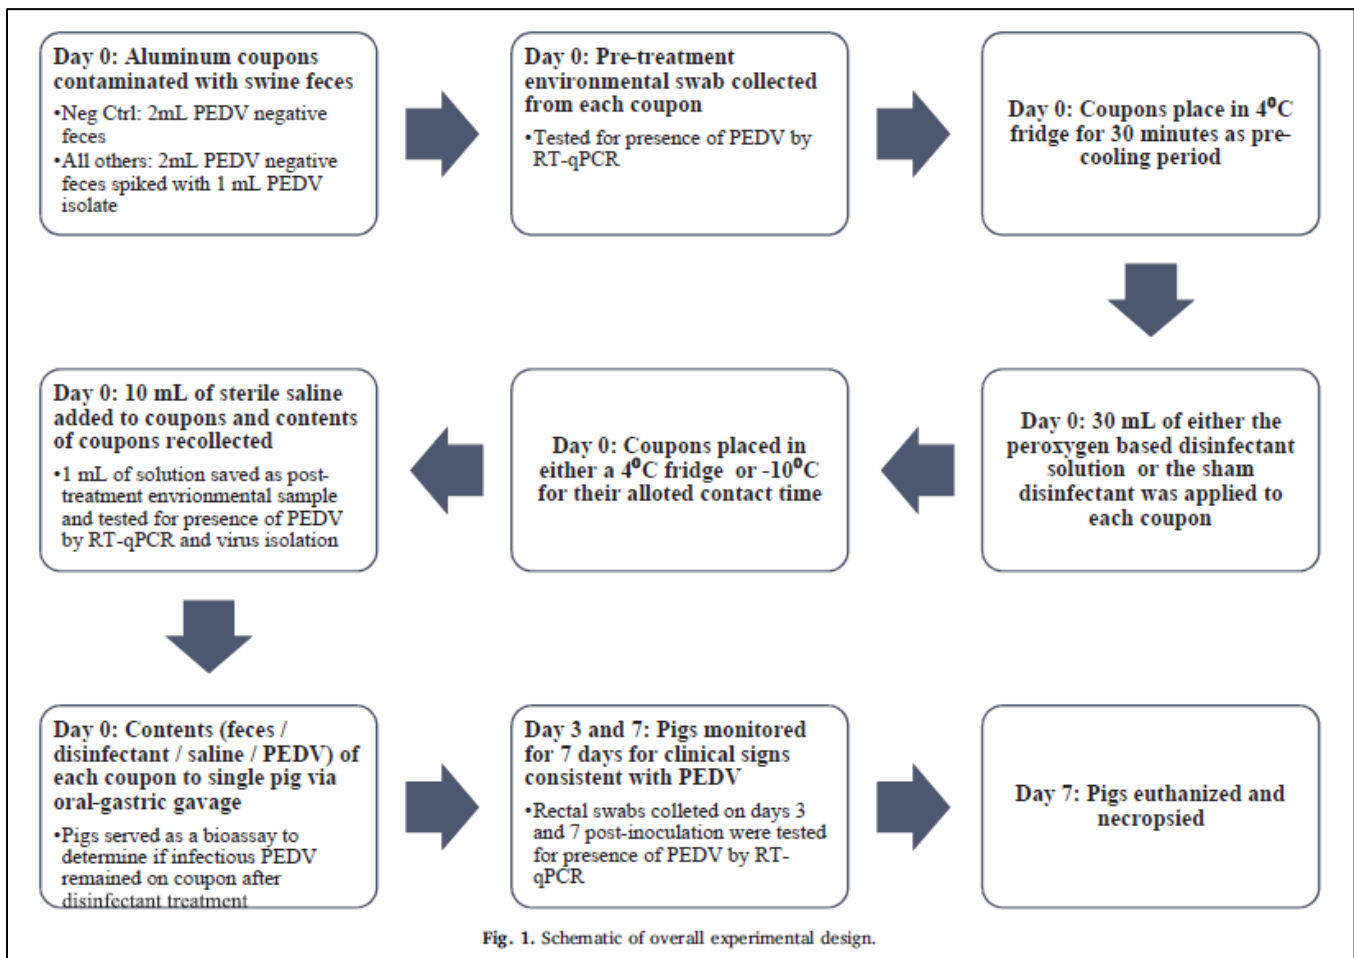 Day 0: Aluminum coupons
contaminated with swine feces
•Neg Ctrl: 2mL PEDV negative
feces
•All others: 2mL PEDV negative
feces spiked with 1 mL PEDV
isolate
Day 0: Pre-treatment
environmental swab collected
from each coupon
•Tested for presence of PEDV by
RT-qPCR
Day 0: Coupons place in 4⁰C
fridge for 30 minutes as pre-
cooling period
Day 0: 30 mL of either the
peroxygen based disinfectant
solution or the sham
disinfectant was applied to
each coupon
Day 0: Coupons placed in
either a 4⁰C fridge or -10⁰C
for their alloted contact time
Day 0: 10 mL of sterile saline
added to coupons and contents
of coupons recollected
•1 mL of solution saved as post-
treatment envrionmental sample
and tested for presence of PEDV
by RT-qPCR and virus isolation
Day 0: Contents (feces /
disinfectant / saline / PEDV) of
each coupon to single pig via
oral-gastric gavage
•Pigs served as a bioassay to
determine if infectious PEDV
remained on coupon after
disinfectant treatment
Day 3 and 7: Pigs monitored
for 7 days for clinical signs
consistent with PEDV
•Rectal swabs colleted on days 3
and 7 post-inoculation were tested
for presence of PEDV by RT-
qPCR
Day 7: Pigs euthanized and
necropsied
Fig. 1. Schematic of overall experimental design.